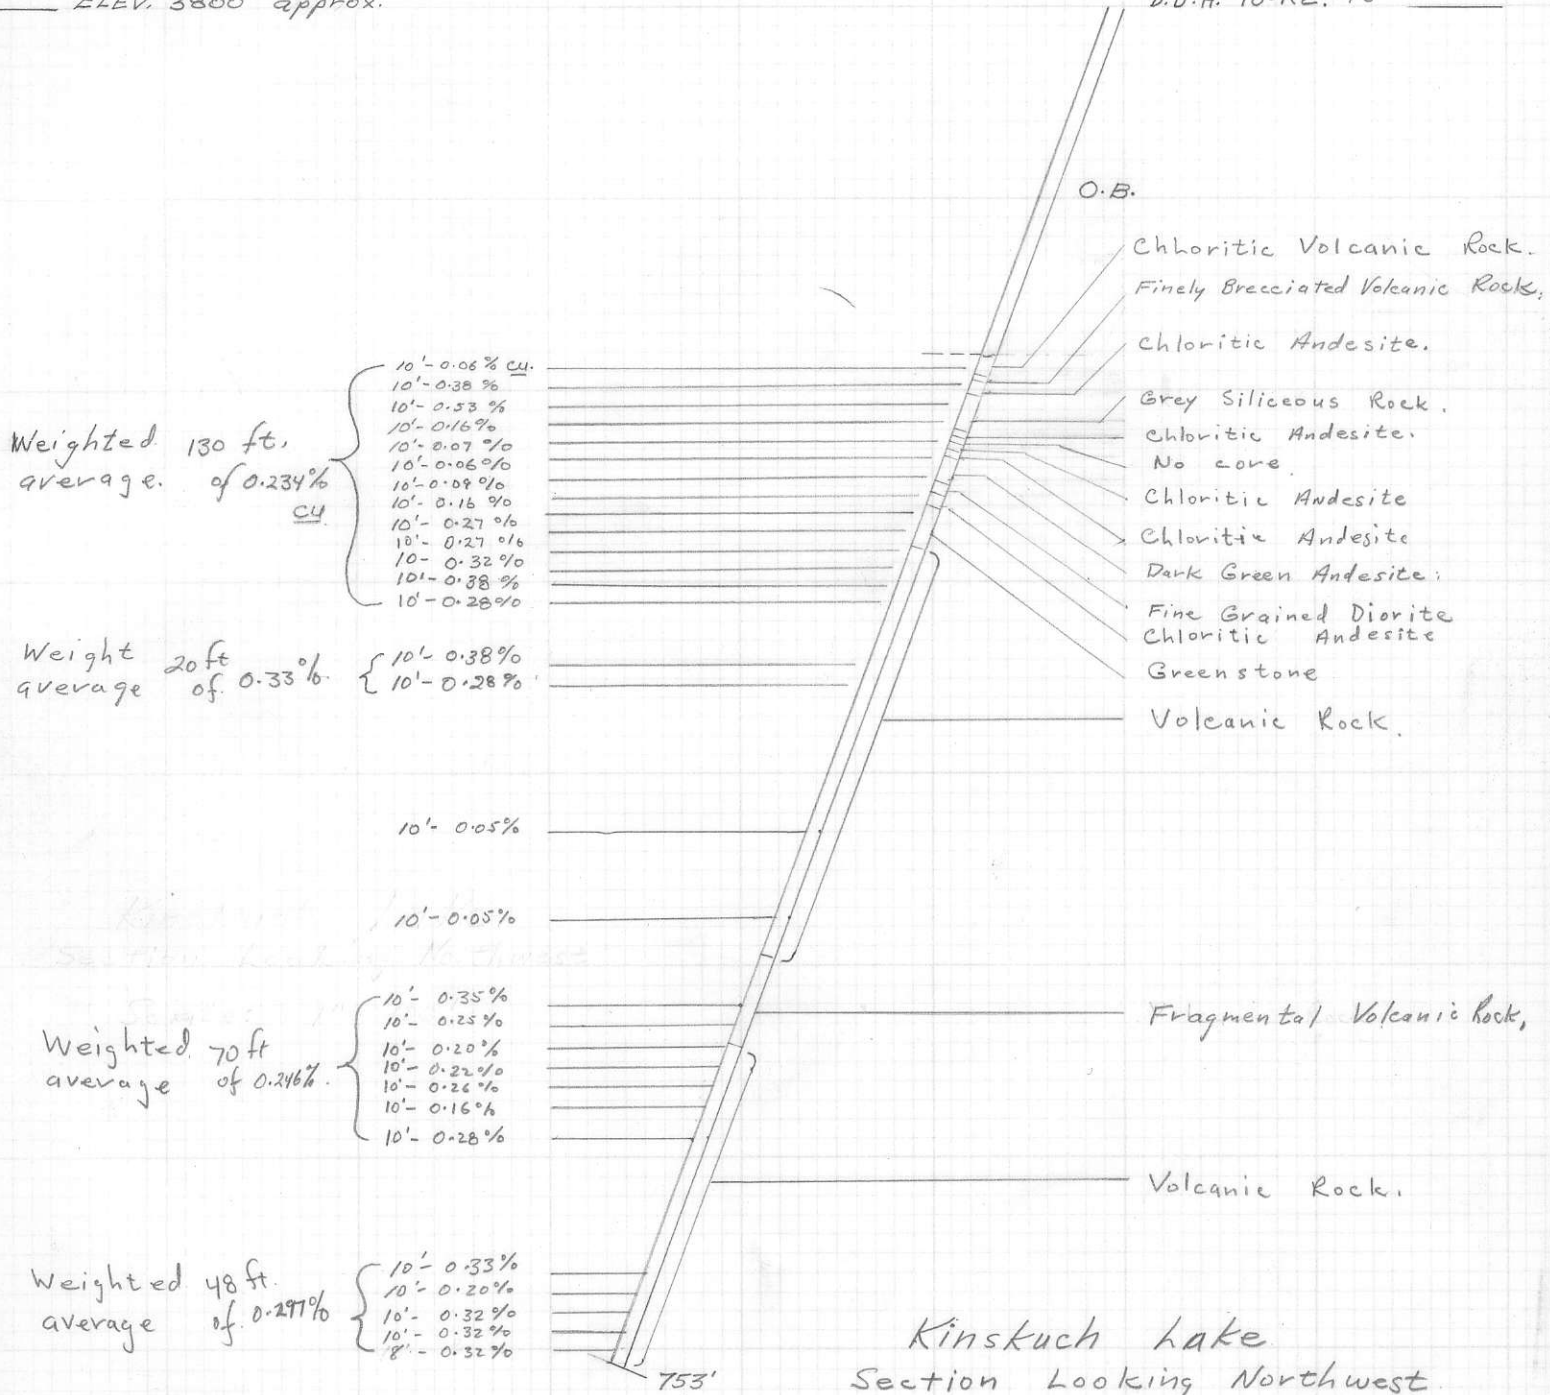 ELEV. 3800' approx.
O.B.
Chloritic Volcanic Rock.
Finely Brecciated Volcanic Rock.
Chloritic Andesite.
Grey Siliceous Rock.
Chloritic Andesite.
No core.
Chloritic Andesite
Chloritic Andesite
Dark Green Andesite.
Fine Grained Diorite
Chloritic Andesite
Greenstone
Volcanic Rock.
Fragmental Volcanic Rock,
Volcanic Rock.
Weighted 130 ft.
average. of 0.234%
cu
10'-0.06% cu.
10'-0.38 %
10'- 0.53 %
10'- 0.16%
10'- 0.07 %
10'-0.06%
10'-0.09 %
10'- 0.16 %
10'- 0.27 %
10'- 0.27 %
10- 0.32%
10'-0.38 %
10'-0.28%
Weight 20ft
average of 0.33%
10'- 0.38%
10'- 0.28%
10'- 0.05%
10'- 0.05%
Section Looking Northwest
Weighted 70 ft
average of 0.246%.
10'- 0.35%
10'- 0.25%
10'- 0.20%
10'- 0.22%
10'- 0.26%
10'- 0.16%
10'- 0.28%
Weighted 48 ft.
average of 0.297%
10'- 0.33%
10'- 0.20%
10'- 0.32%
10'- 0.32%
8'- 0.32%
753'
Kinskuch Lake
Section Looking Northwest